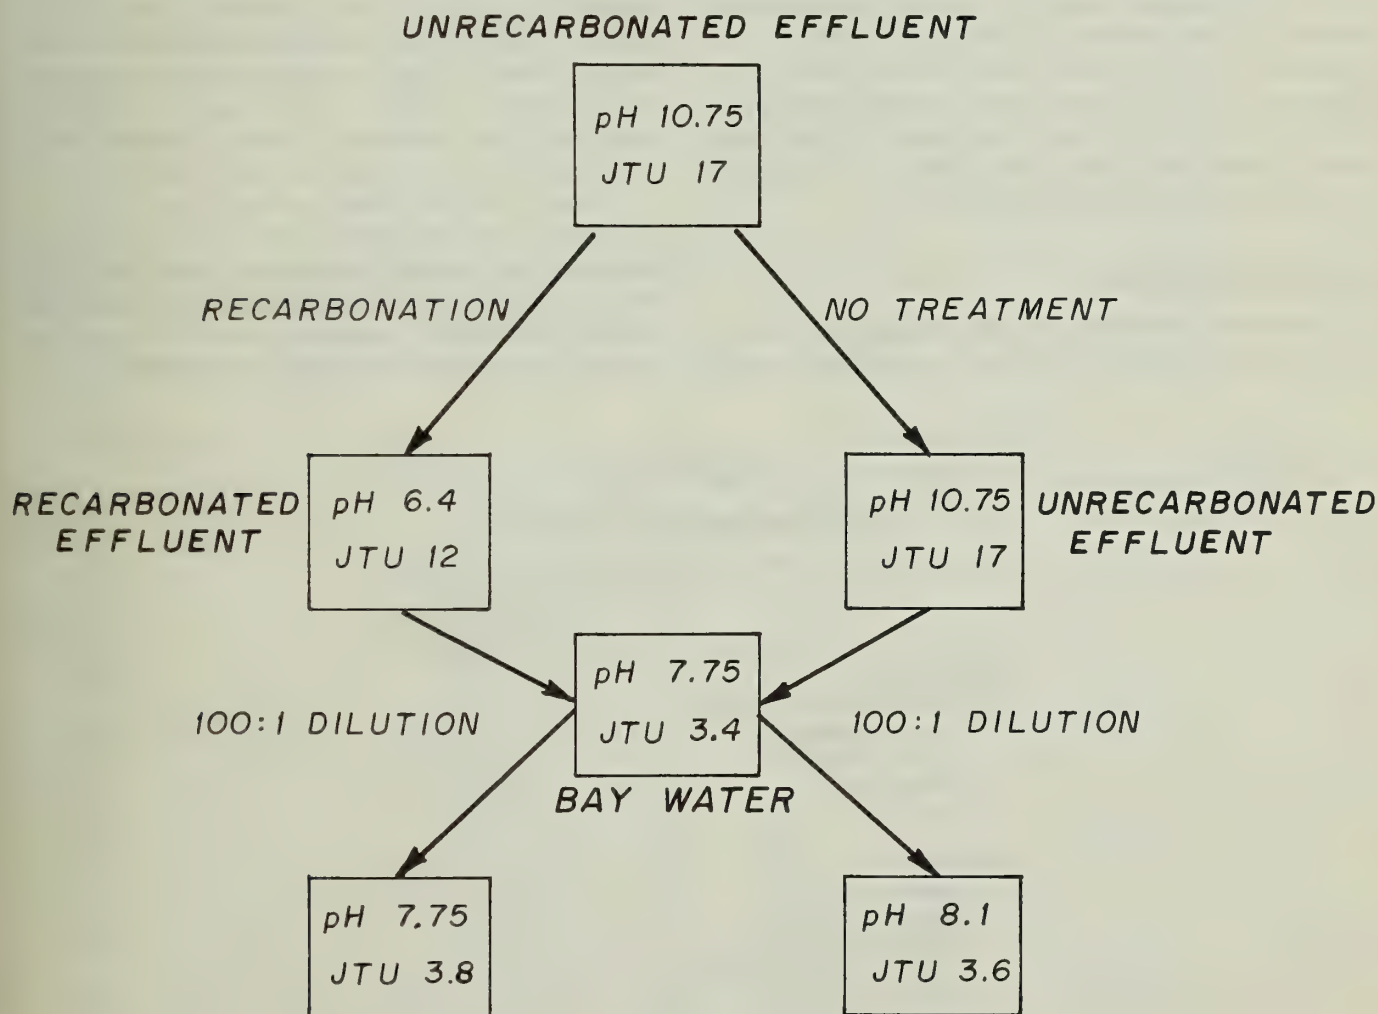 UNRECARBONATED EFFLUENT
pH 10.75
JTU 17
RECARBONATION
NO TREATMENT
RECARBONATED
EFFLUENT
pH 6.4
JTU 12
pH 10.75
JTU 17
UNRECARBONATED
EFFLUENT
pH 7.75
JTU 3.4
100:1 DILUTION
100:1 DILUTION
BAY WATER
pH 7.75
JTU 3.8
pH 8.1
JTU 3.6